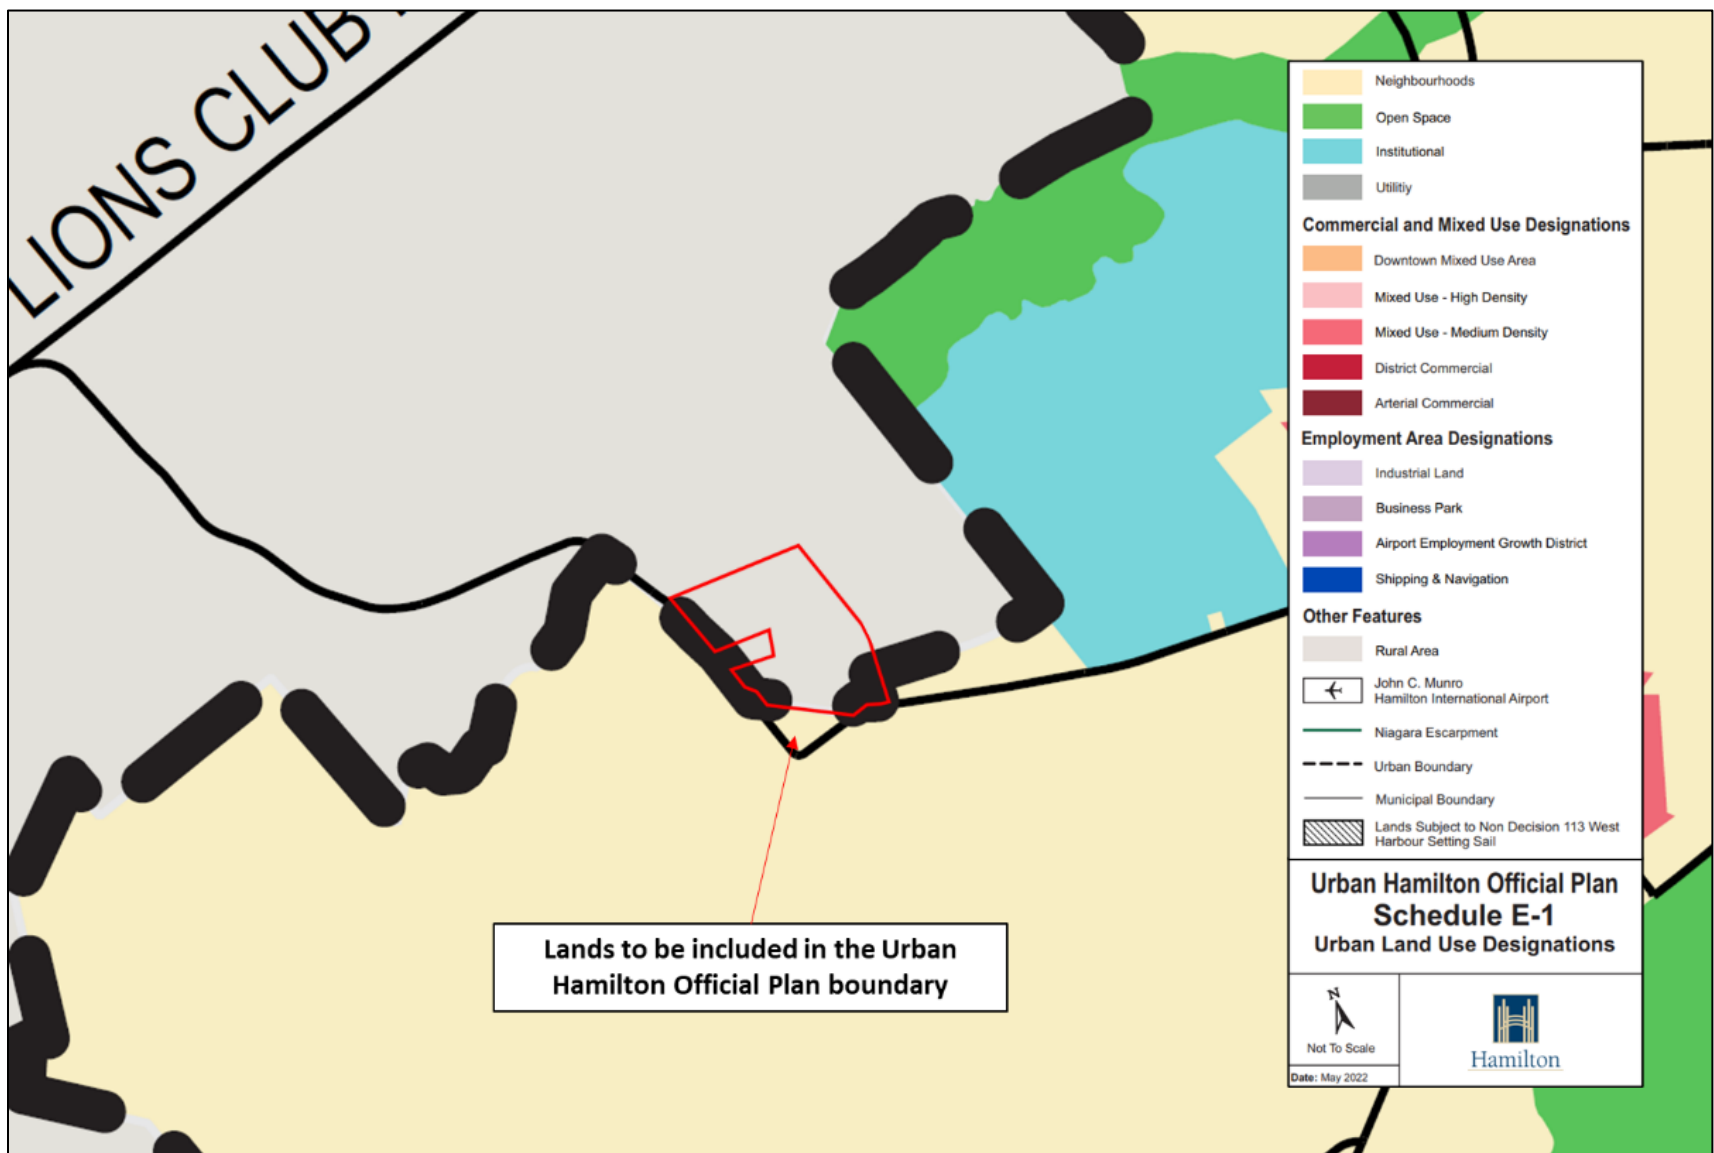 LIONS CLUB
Neighbourhoods
Open Space
Institutional
Utilitiy
Commercial and Mixed Use Designations
Downtown Mixed Use Area
Mixed Use - High Density
Mixed Use - Medium Density
District Commercial
Arterial Commercial
Employment Area Designations
Industrial Land
Business Park
Airport Employment Growth District
Shipping & Navigation
Other Features
Rural Area
John C. Munro
Hamilton International Airport
Niagara Escarpment
Urban Boundary
Municipal Boundary
Lands Subject to Non Decision 113 West
Harbour Setting Sail
Urban Hamilton Official Plan
Schedule E-1
Urban Land Use Designations
N
Not To Scale
Date: May 2022
Hamilton
Lands to be included in the Urban
Hamilton Official Plan boundary